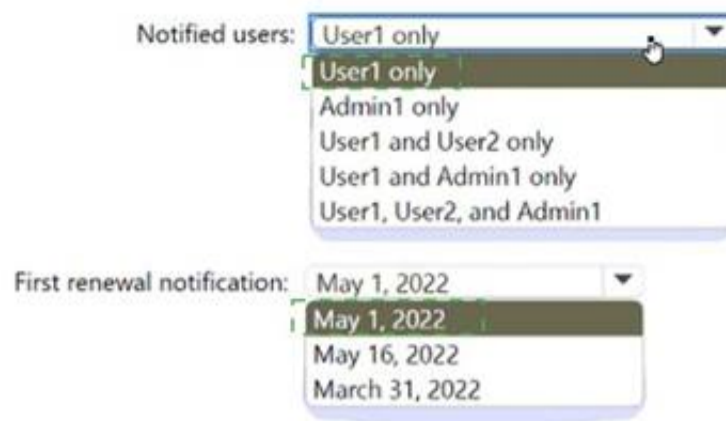 Notified users: User1 only
User1 only
Admin1 only
User1 and User2 only
User1 and Admin1 only
User1, User2, and Admin1
First renewal notification: May 1, 2022
May 1, 2022
May 16, 2022
March 31, 2022